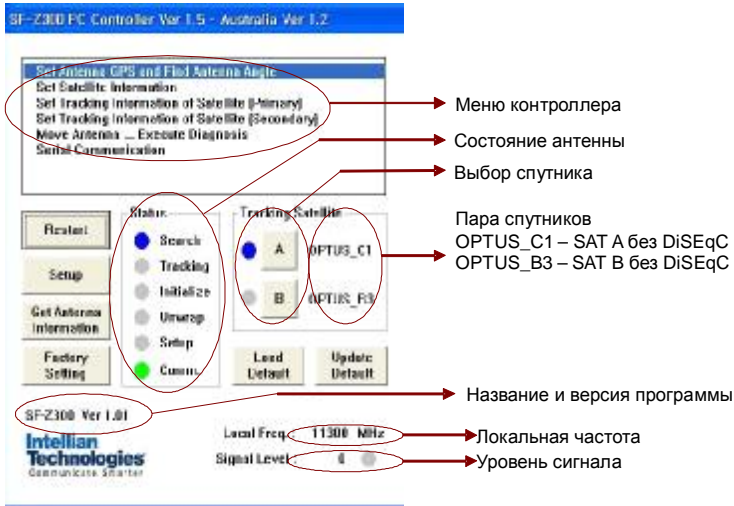 SF-Z300 PC Controller Ver 1.5 - Australia Ver 1.2
Set Antenna GPS and Find Antenna Angle
Set Satellite Information
Set Tracking Information of Satellite (Primary)
Set Tracking Information of Satellite (Secondary)
Move Antenna ... Execute Diagnosis
Serial Communication
Меню контроллера
Состояние антенны
Выбор спутника
Пара спутников
OPTUS_C1 – SAT A без DiSEqC
OPTUS_B3 – SAT B без DiSEqC
Status
Tracking Satellite
Restart
Setup
Get Antenna
Information
Factory
Setting
Search
Tracking
Initialize
Unwrap
Setup
Comm.
A
OPTUS_C1
B
OPTUS_B3
Load
Default
Update
Default
Название и версия программы
SF-Z300 Ver 1.01
Intellian
Technologies
Communicate Smarter
Local Freq.: 11300 MHz
Локальная частота
Signal Level: 0
Уровень сигнала